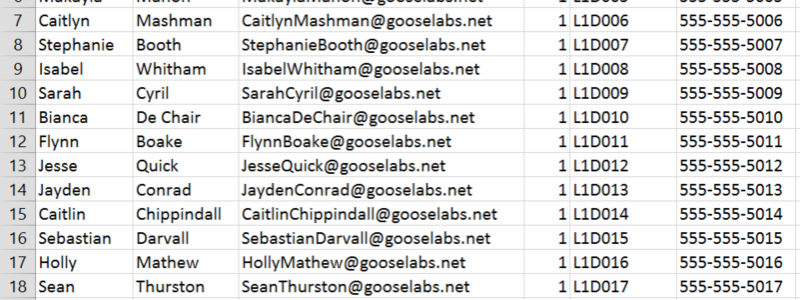 7 Caitlyn Mashman CaitlynMashman@gooselabs.net 1 L1D006 555-555-5006
8 Stephanie Booth StephanieBooth@gooselabs.net 1 L1D007 555-555-5007
9 Isabel Whitham IsabelWhitham@gooselabs.net 1 L1D008 555-555-5008
10 Sarah Cyril SarahCyril@gooselabs.net 1 L1D009 555-555-5009
11 Bianca De Chair BiancaDeChair@gooselabs.net 1 L1D010 555-555-5010
12 Flynn Boake FlynnBoake@gooselabs.net 1 L1D011 555-555-5011
13 Jesse Quick JesseQuick@gooselabs.net 1 L1D012 555-555-5012
14 Jayden Conrad JaydenConrad@gooselabs.net 1 L1D013 555-555-5013
15 Caitlin Chippindall CaitlinChippindall@gooselabs.net 1 L1D014 555-555-5014
16 Sebastian Darvall SebastianDarvall@gooselabs.net 1 L1D015 555-555-5015
17 Holly Mathew HollyMathew@gooselabs.net 1 L1D016 555-555-5016
18 Sean Thurston SeanThurston@gooselabs.net 1 L1D017 555-555-5017